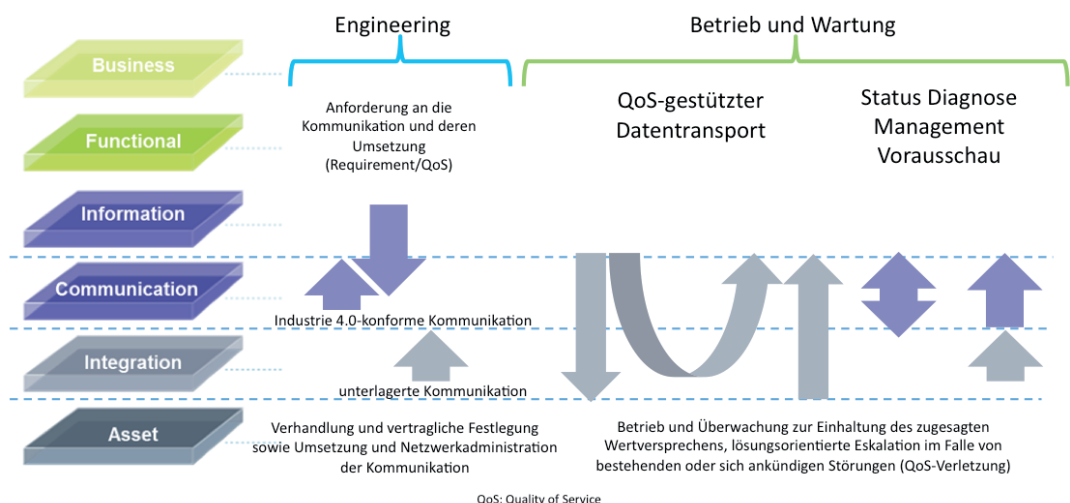 Engineering
Betrieb und Wartung
Business
Functional
Information
Communication
Integration
Asset
Anforderung an die
Kommunikation und deren
Umsetzung
(Requirement/QoS)
QoS-gestützter
Datentransport
Status Diagnose
Management
Vorausschau
Industrie 4.0-konforme Kommunikation
unterlagerte Kommunikation
Verhandlung und vertragliche Festlegung
sowie Umsetzung und Netzwerkadministration
der Kommunikation
Betrieb und Überwachung zur Einhaltung des zugesagten
Wertversprechens, lösungsorientierte Eskalation im Falle von
bestehenden oder sich ankündigen Störungen (QoS-Verletzung)
QoS: Quality of Service